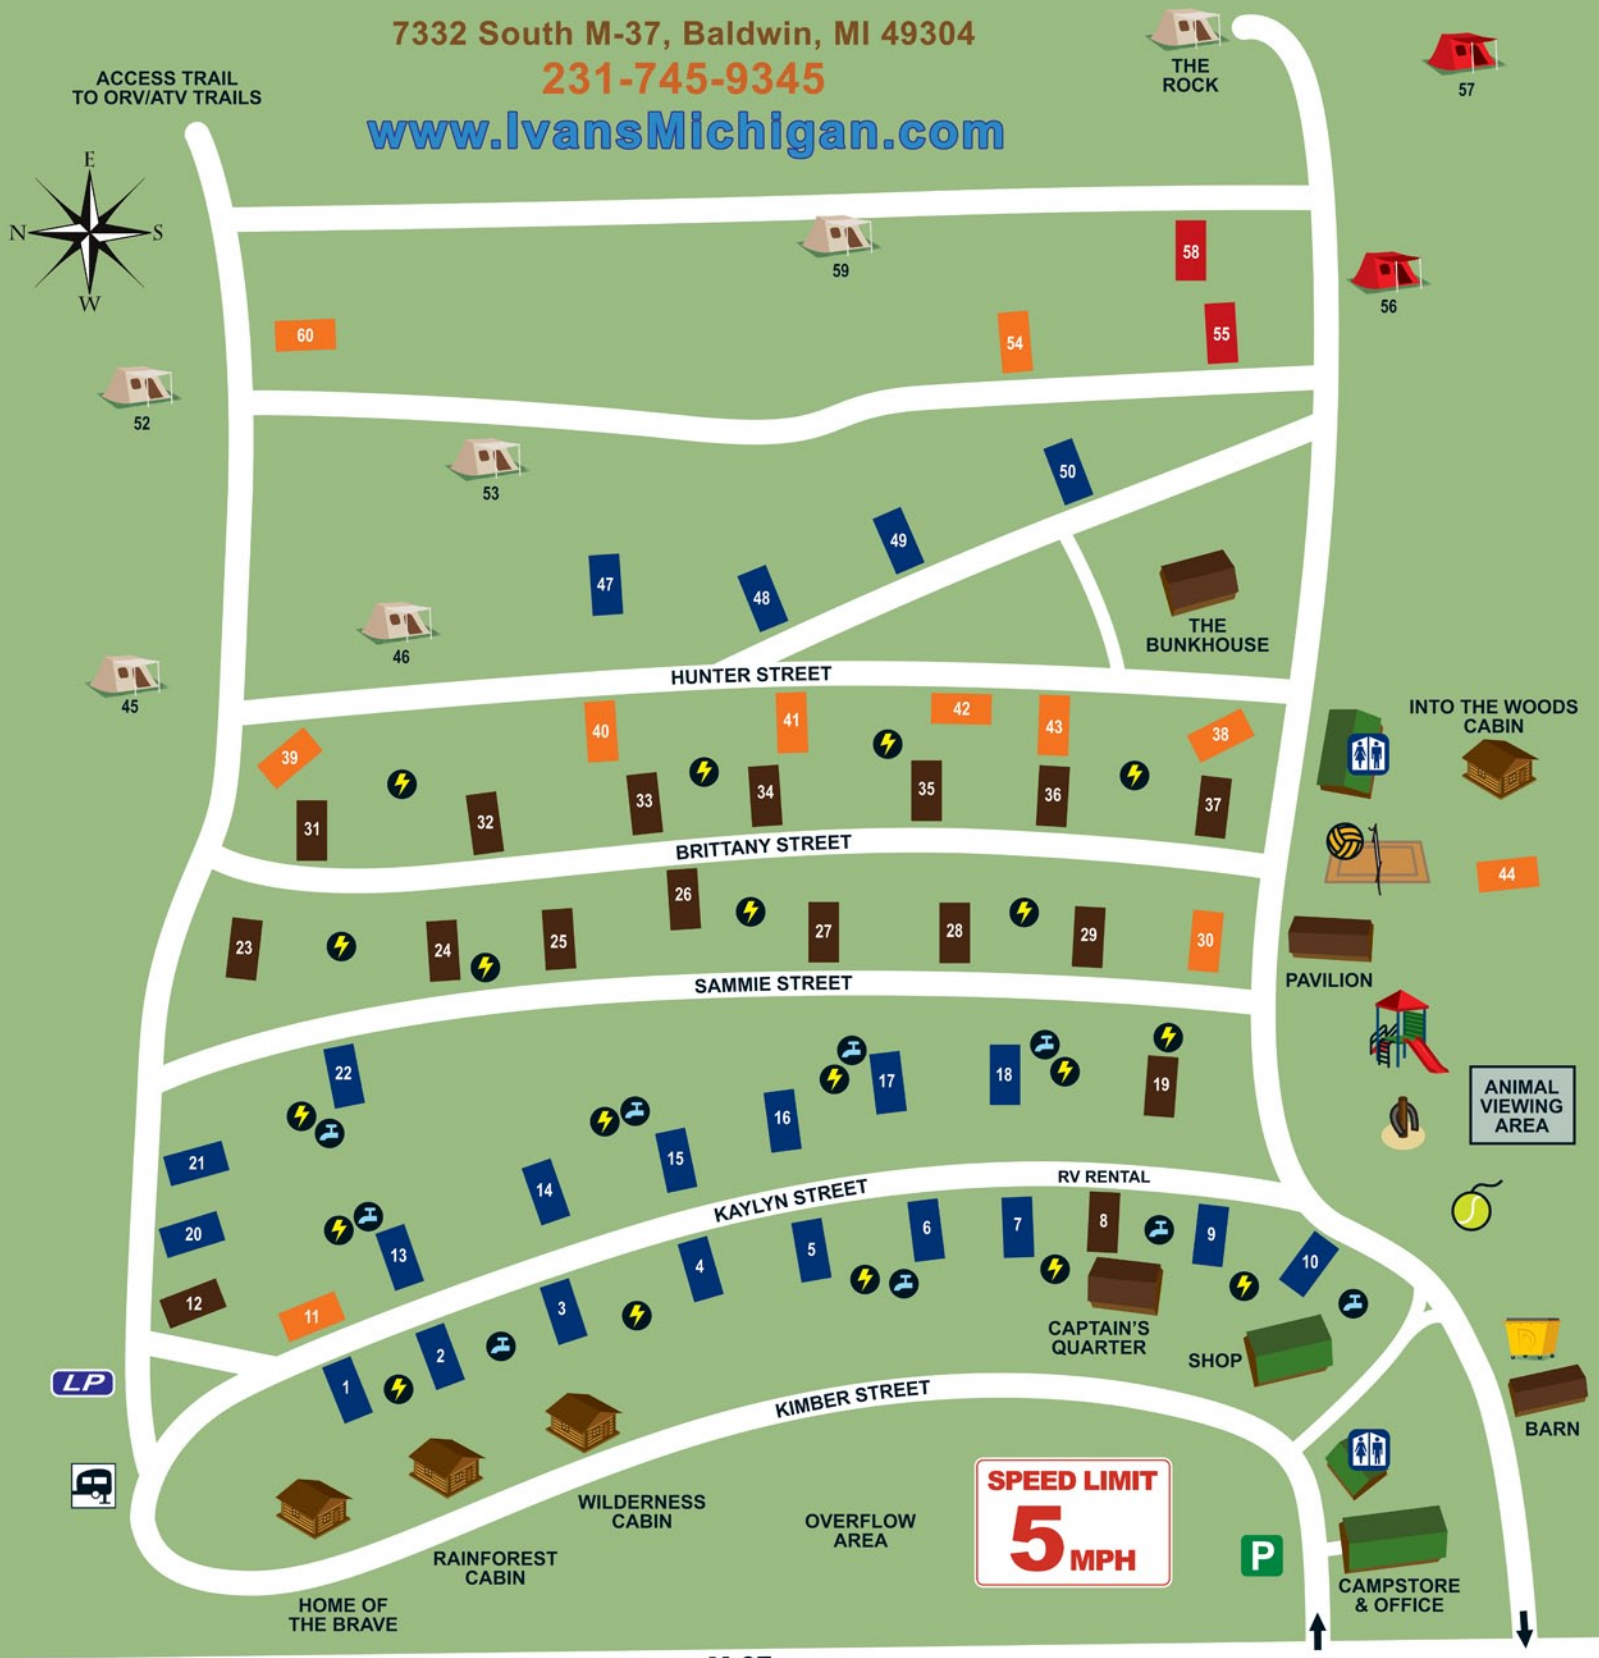 7332 South M-37, Baldwin, MI 49304
231-745-9345
www.IvansMichigan.com
ACCESS TRAIL
TO ORV/ATV TRAILS
THE
ROCK
57
E
N
S
W
59
58
56
60
54
55
52
53
50
49
47
48
46
45
THE
BUNKHOUSE
HUNTER STREET
INTO THE WOODS
CABIN
39
40
41
42
43
38
31
32
33
34
35
36
37
BRITTANY STREET
44
26
23
24
25
27
28
29
30
PAVILION
SAMMIE STREET
22
17
18
19
ANIMAL
VIEWING
AREA
21
16
15
14
20
13
KAYLYN STREET
RV RENTAL
12
11
4
5
6
7
8
9
10
3
2
1
CAPTAIN'S
QUARTER
SHOP
LP
KIMBER STREET
D
BARN
SPEED LIMIT
5 MPH
WILDERNESS
CABIN
OVERFLOW
AREA
RAINFOREST
CABIN
HOME OF
THE BRAVE
P
CAMPSTORE
& OFFICE